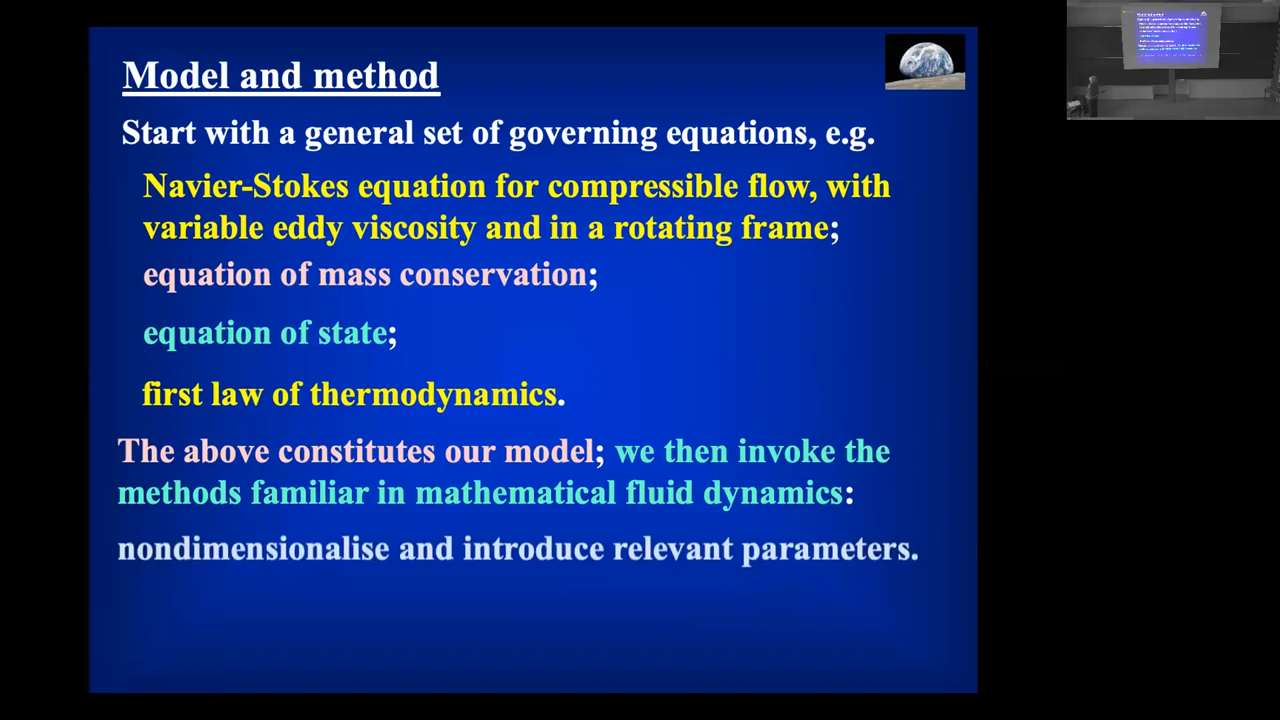 Model and method
Start with a general set of governing equations, e.g.
Navier-Stokes equation for compressible flow, with
variable eddy viscosity and in a rotating frame;
equation of mass conservation;
equation of state;
first law of thermodynamics.
The above constitutes our model; we then invoke the
methods familiar in mathematical fluid dynamics:
nondimensionalise and introduce relevant parameters.